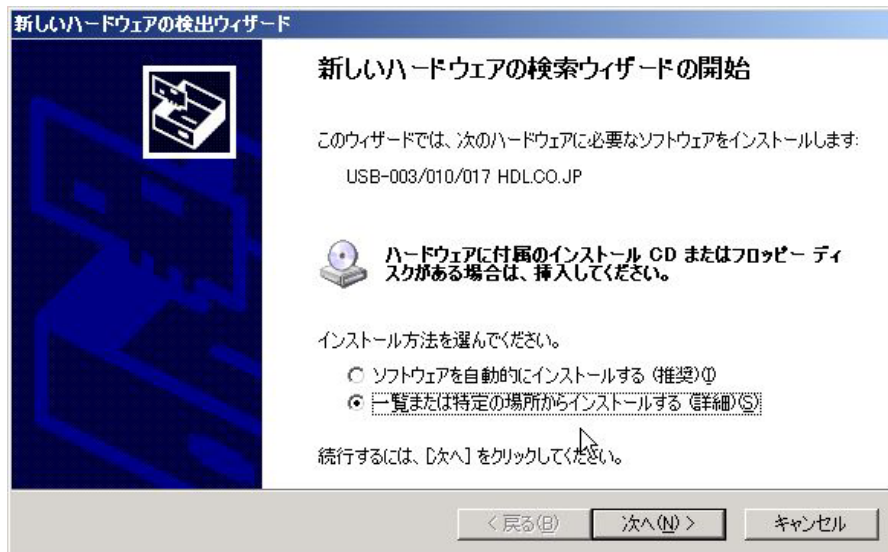 新しいハードウェアの検出ウィザード
新しいハードウェアの検索ウィザードの開始
このウィザードでは、次のハードウェアに必要なソフトウェアをインストールします:
USB-003/010/017 HDL.CO.JP
ハードウェアに付属のインストール CD またはフロッピー ディ
スクがある場合は、挿入してください。
インストール方法を選んでください。
ソフトウェアを自動的にインストールする (推奨)(I)
一覧または特定の場所からインストールする (詳細)(S)
続行するには、[次へ] をクリックしてください。
< 戻る(B)
次へ(N) >
キャンセル